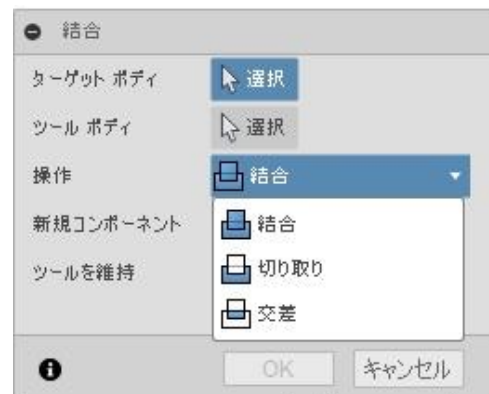 結合
ターゲット ボディ 選択
ツール ボディ 選択
操作 結合
新規コンポーネント 結合
切り取り
ツールを維持
交差
OK キャンセル